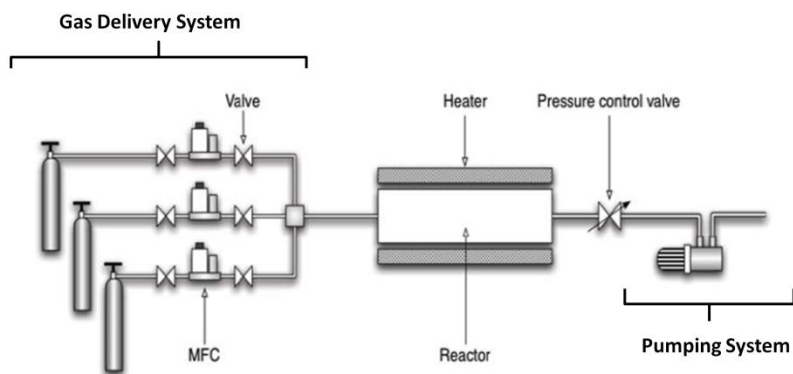 Gas Delivery System
Valve
Heater
Pressure control valve
MFC
Reactor
Pumping System